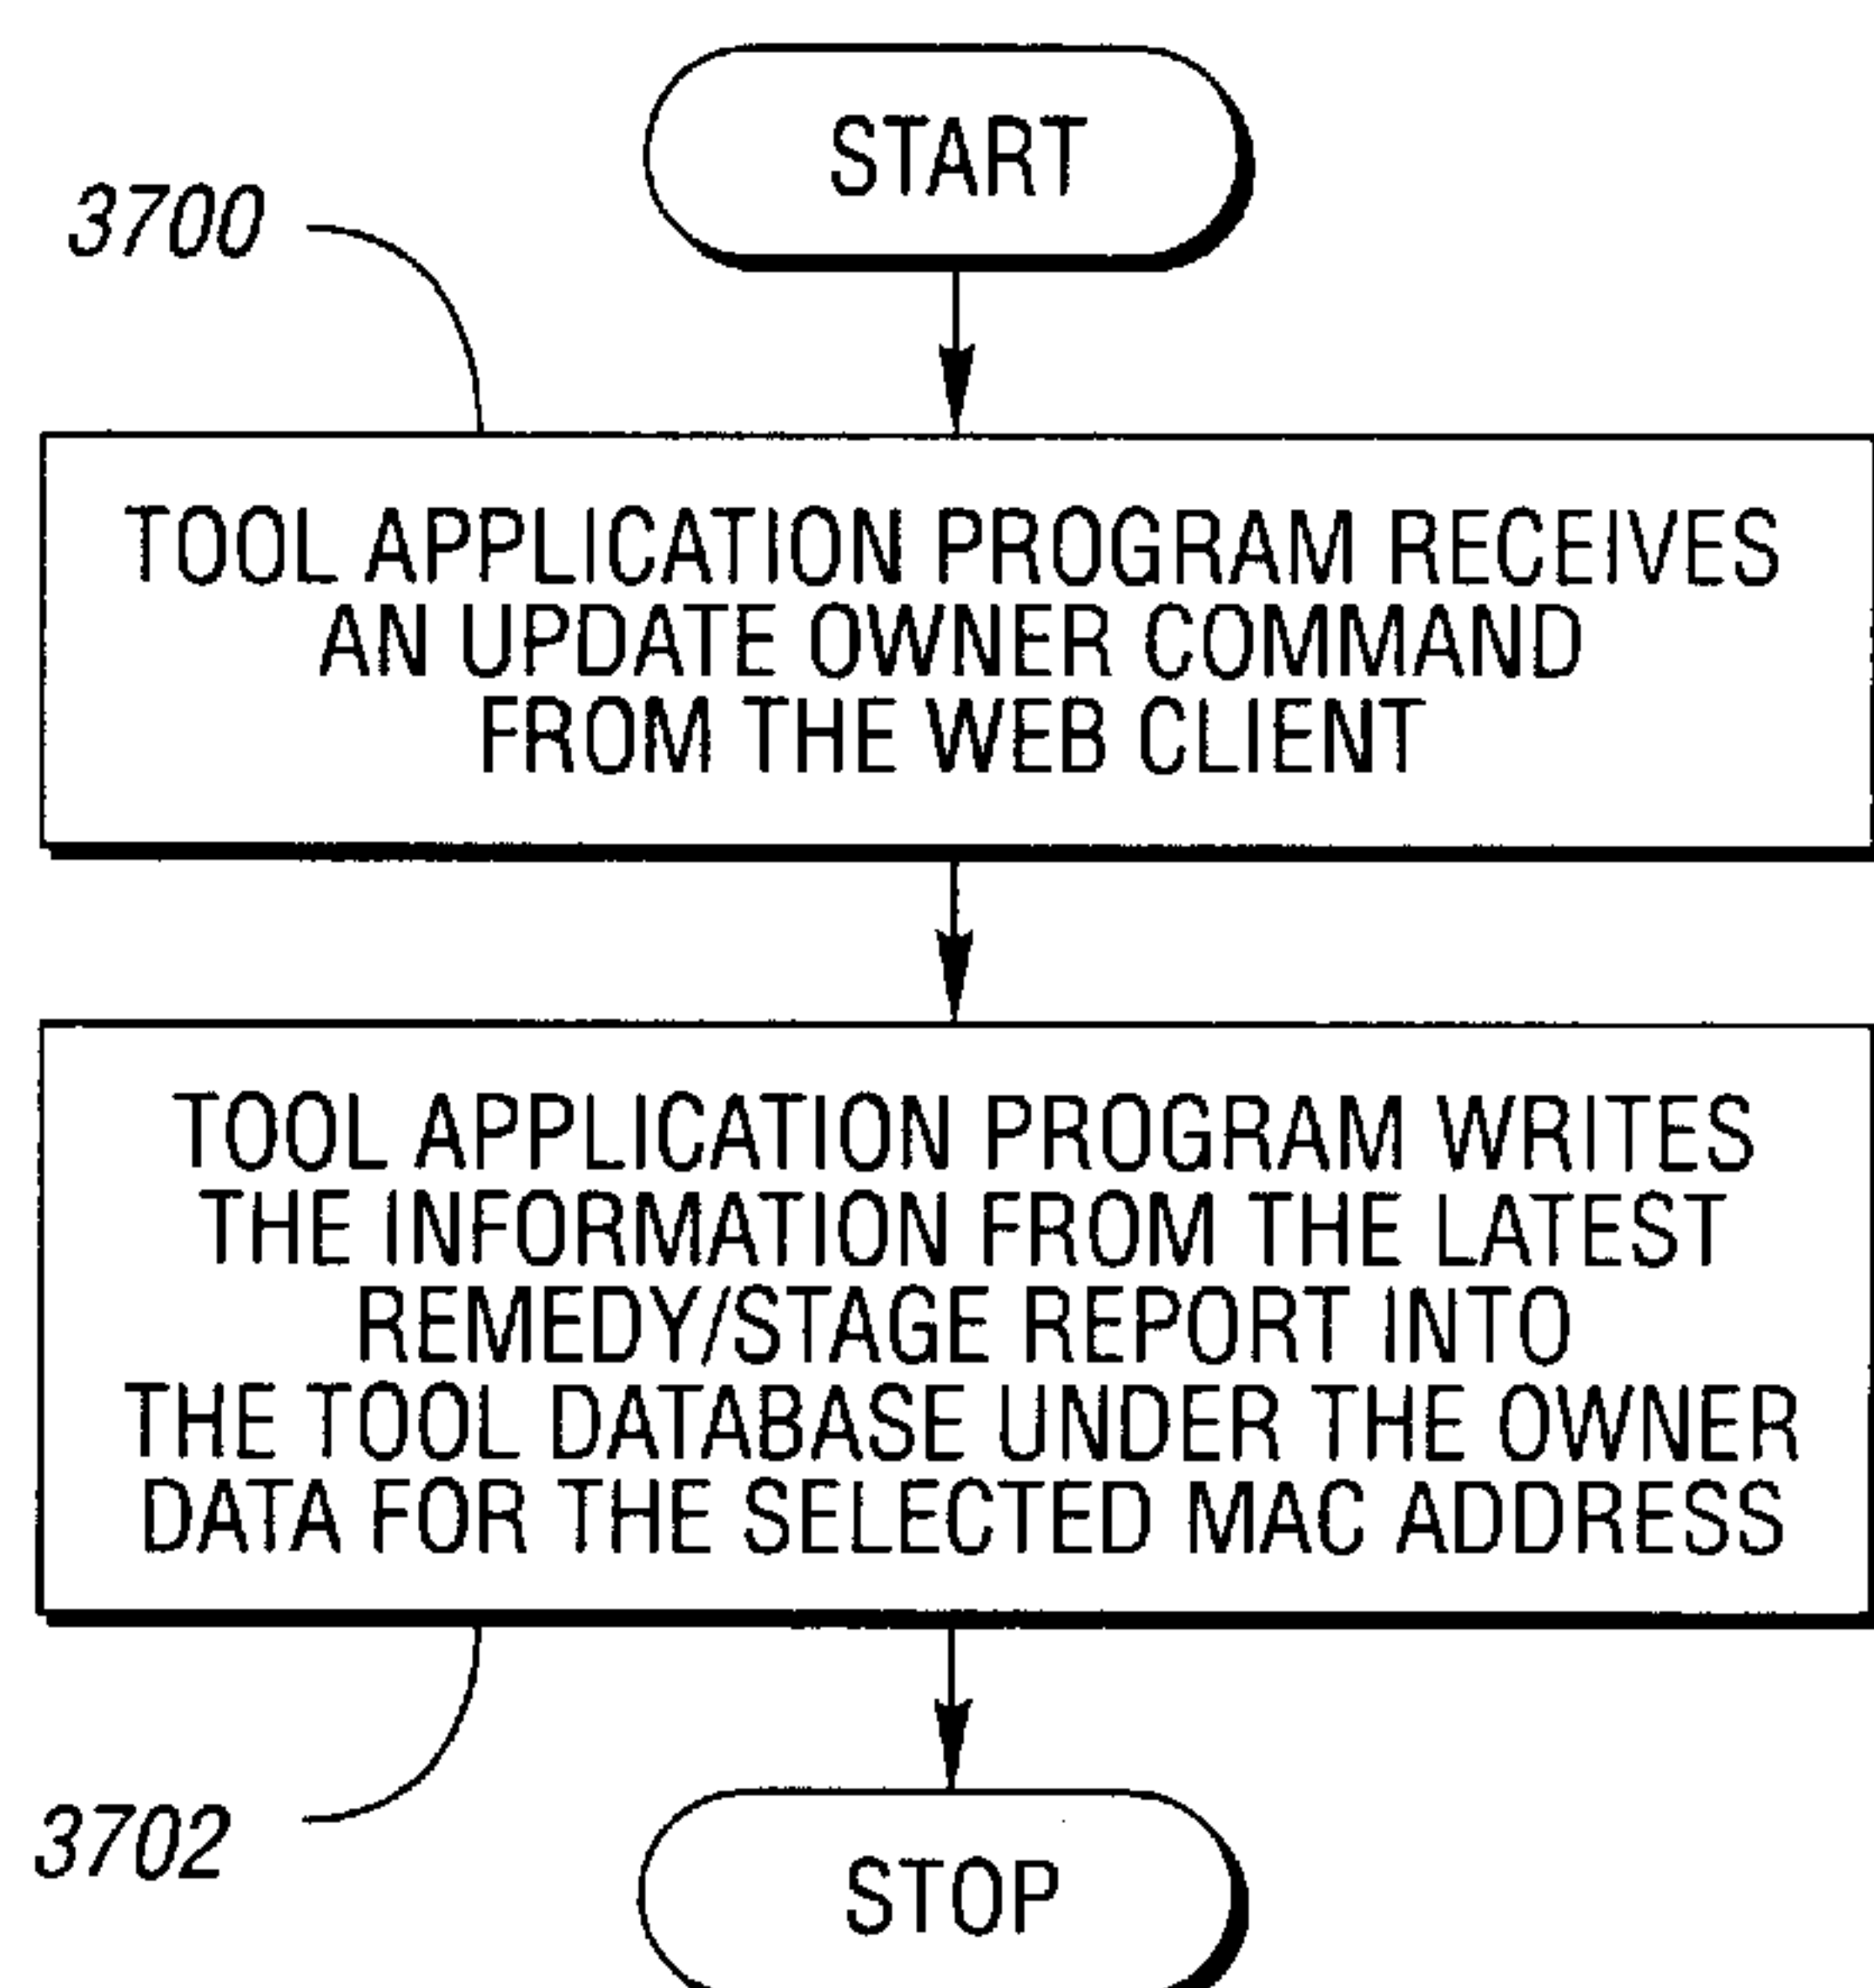 START
3700
TOOL APPLICATION PROGRAM RECEIVES
AN UPDATE OWNER COMMAND
FROM THE WEB CLIENT
TOOL APPLICATION PROGRAM WRITES
THE INFORMATION FROM THE LATEST
REMEDY/STAGE REPORT INTO
THE TOOL DATABASE UNDER THE OWNER
DATA FOR THE SELECTED MAC ADDRESS
3702
STOP